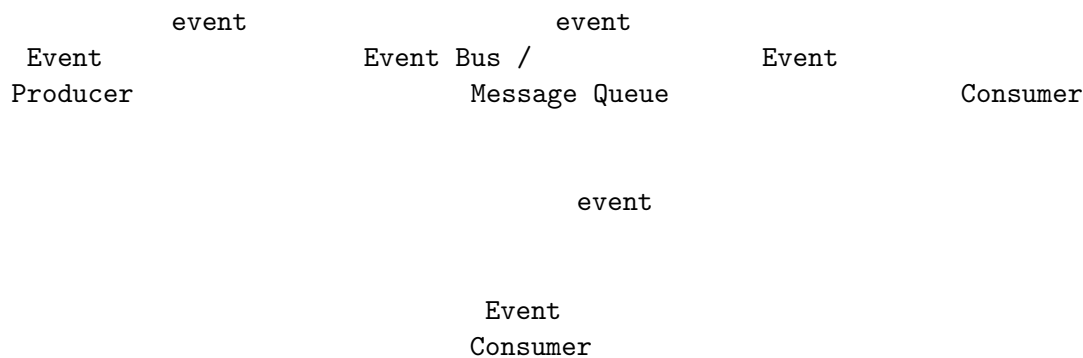 event event
Event Event Bus / Event
Producer Message Queue Consumer
event
Event
Consumer